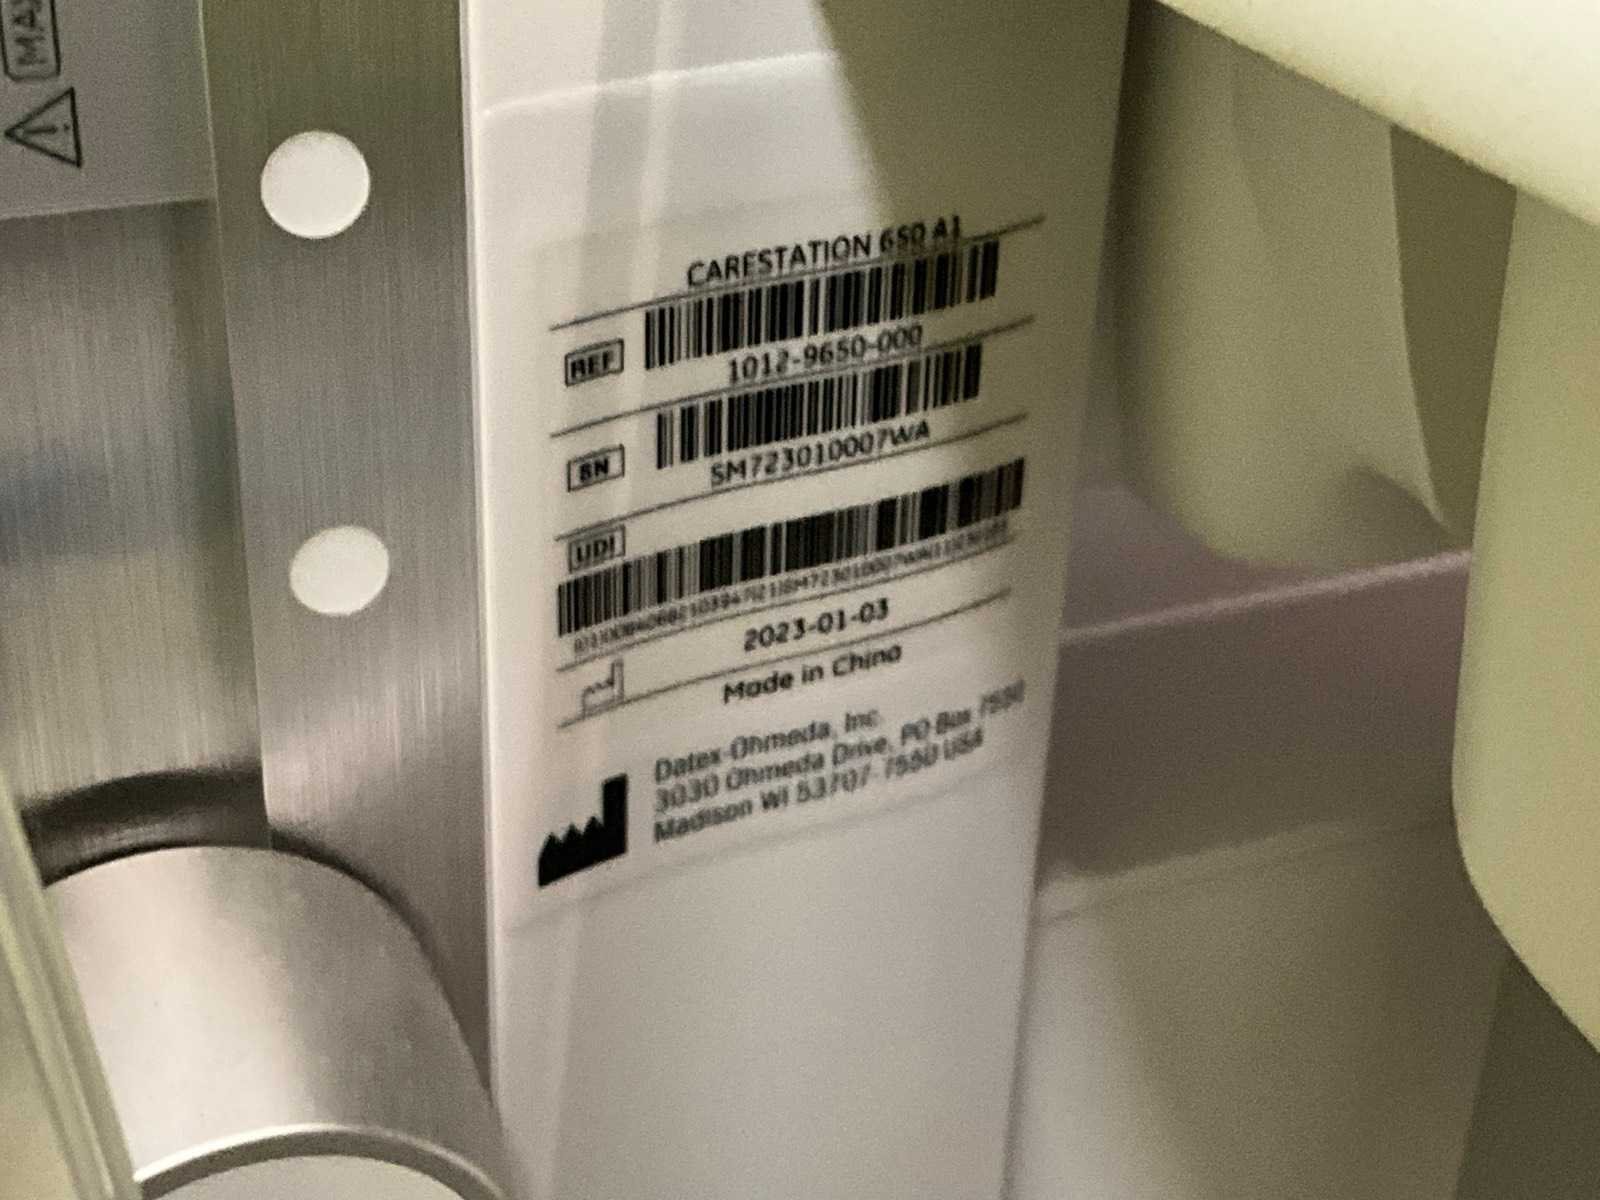 MAX
CARESTATION 650 A1
REF
1012-9650-000
SN
SM723010007WA
UDI
2023-01-03
Made in China
Datex-Ohmeda, Inc.
3030 Ohmeda Drive, PO Box 7550
Madison WI 53707-7550 USA